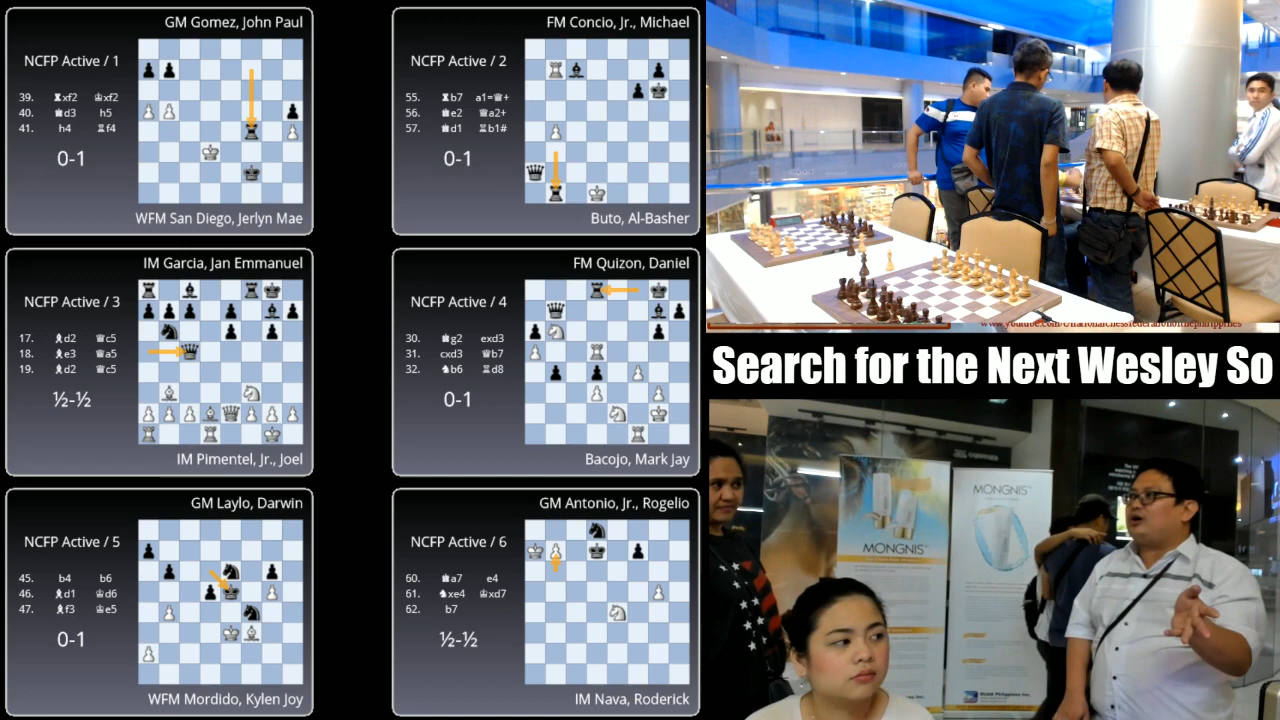 GM Gomez, John Paul
NCFP Active / 1
39. ♜xf2 ♔xf2
40. ♚d3 h5
41. h4 ♖f4
0-1
WFM San Diego, Jerlyn Mae
FM Concio, Jr., Michael
NCFP Active / 2
55. ♜b7 a1=♕+
56. ♚e2 ♕a2+
57. ♚d1 ♖b1#
0-1
Buto, Al-Basher
IM Garcia, Jan Emmanuel
NCFP Active / 3
17. ♝d2 ♕c5
18. ♝e3 ♕a5
19. ♝d2 ♕c5
½-½
IM Pimentel, Jr., Joel
FM Quizon, Daniel
NCFP Active / 4
30. ♚g2 exd3
31. cxd3 ♕b7
32. ♞b6 ♖d8
0-1
Bacojo, Mark Jay
GM Laylo, Darwin
NCFP Active / 5
45. b4 b6
46. ♝d1 ♔d6
47. ♝f3 ♔e5
0-1
WFM Mordido, Kylen Joy
GM Antonio, Jr., Rogelio
NCFP Active / 6
60. ♚a7 e4
61. ♞xe4 ♔xd7
62. b7
½-½
IM Nava, Roderick
Search for the Next Wesley So
MONGNIS
MONGNIS